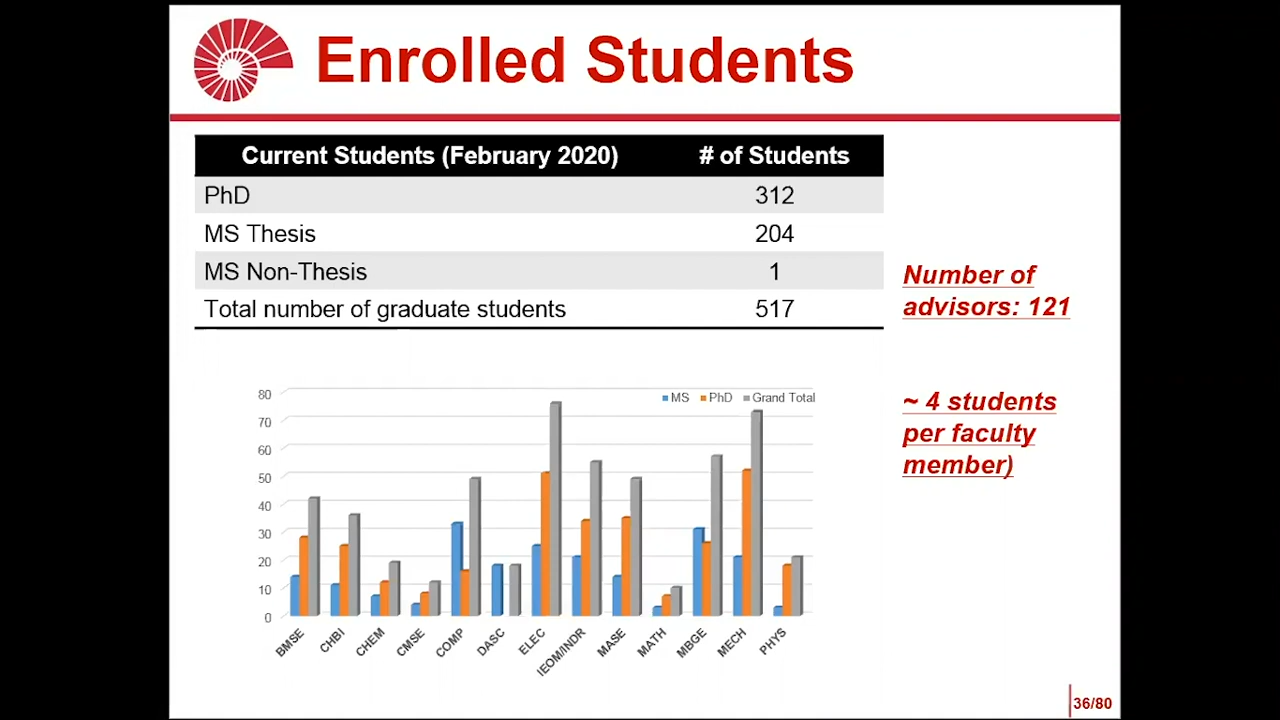 Enrolled Students
Current Students (February 2020) # of Students
PhD 312
MS Thesis 204
MS Non-Thesis 1
Total number of graduate students 517
Number of
advisors: 121
~ 4 students
per faculty
member)
MS PhD Grand Total
80
70
60
50
40
30
20
10
0
BMSE CHBI CHEM CMSE COMP DASC ELEC IEOM/INDR MASE MATH MBGE MECH PHYS
36/80